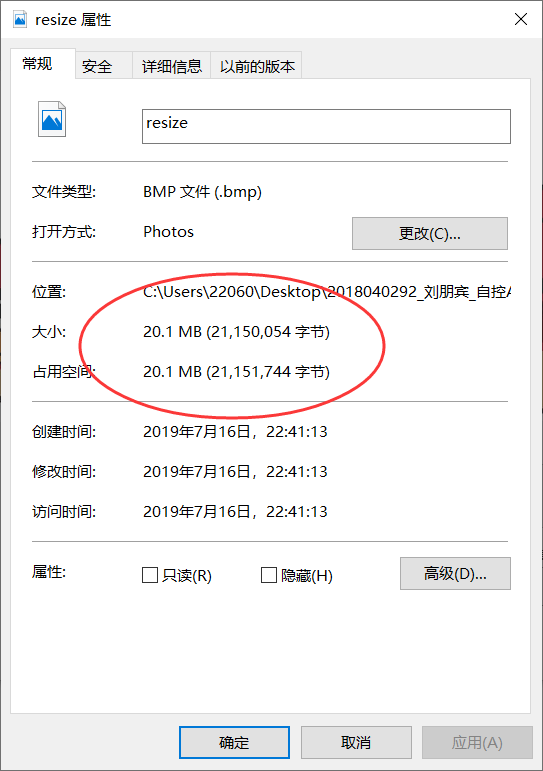 resize 属性
常规 安全 详细信息 以前的版本
resize
文件类型: BMP 文件 (.bmp)
打开方式: Photos 更改(C)...
位置: C:\Users\22060\Desktop\2018040292_刘朋宾_自控A
大小: 20.1 MB (21,150,054 字节)
占用空间: 20.1 MB (21,151,744 字节)
创建时间: 2019年7月16日，22:41:13
修改时间: 2019年7月16日，22:41:13
访问时间: 2019年7月16日，22:41:13
属性: 只读(R) 隐藏(H) 高级(D)...
确定 取消 应用(A)